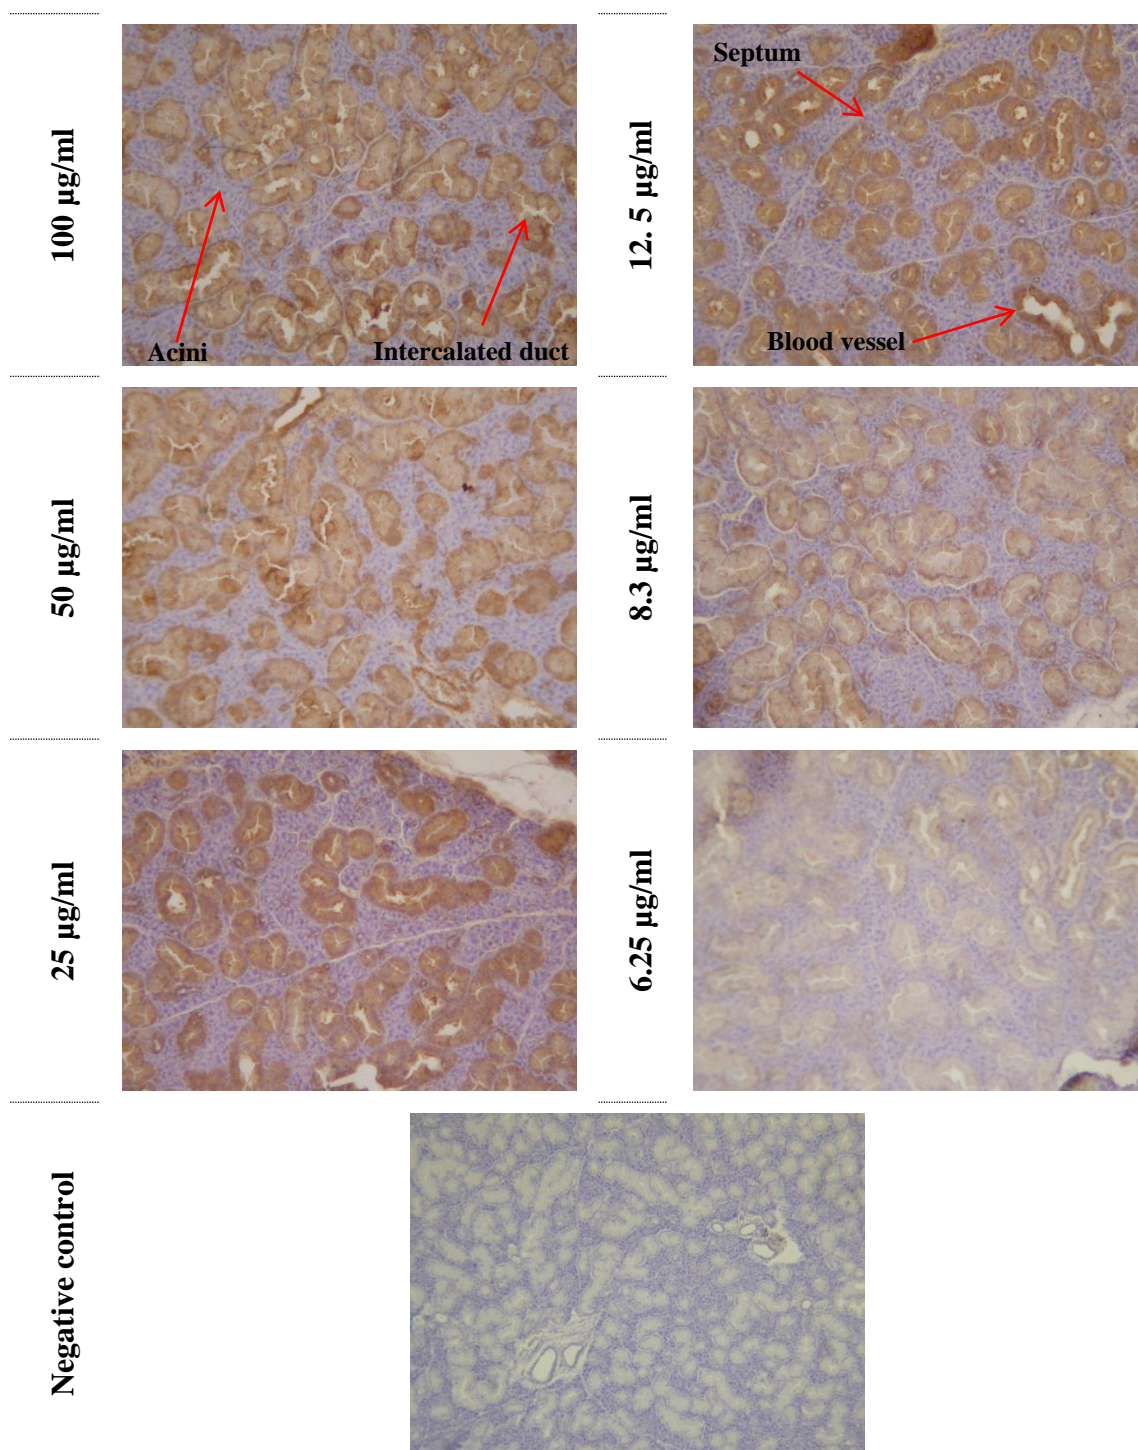 100 µg/ml
Acini
Intercalated duct
12. 5 µg/ml
Septum
Blood vessel
50 µg/ml
8.3 µg/ml
25 µg/ml
6.25 µg/ml
Negative control